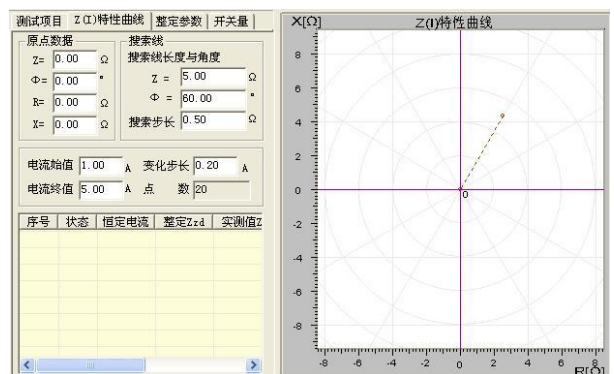 测试项目 Z(I)特性曲线 整定参数 开关量
原点数据
Z= 0.00 Ω
Φ= 0.00 °
R= 0.00 Ω
X= 0.00 Ω
搜索线
搜索线长度与角度
Z = 5.00 Ω
Φ = 60.00 °
搜索步长 0.50 Ω
电流始值 1.00 A 变化步长 0.20 A
电流终值 5.00 A 点 数 20
序号 状态 恒定电流 整定Zzd 实测值Z
X[Ω] Z(I)特性曲线
8
6
4
2
0
-2
-4
-6
-8
0
-8 -6 -4 -2 0 2 4 6 8
R[Ω]